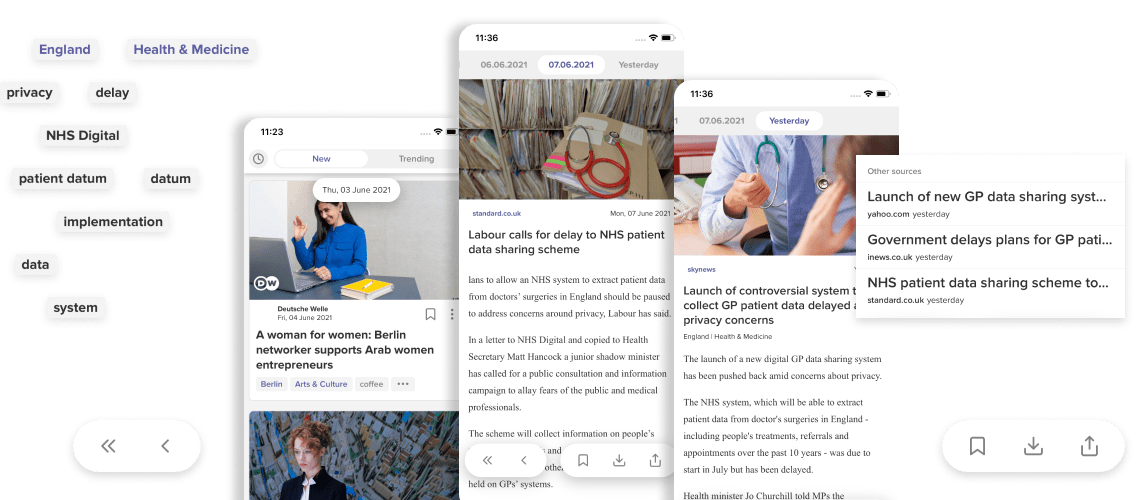 England
Health & Medicine
privacy
delay
NHS Digital
patient datum
datum
implementation
data
system
11:23
New
Trending
Thu, 03 June 2021
DW
Deutsche Welle
Fri, 04 June 2021
A woman for women: Berlin
networker supports Arab women
entrepreneurs
Berlin
Arts & Culture
coffee
11:36
06.06.2021
07.06.2021
Yesterday
standard.co.uk
Mon, 07 June 2021
Labour calls for delay to NHS patient
data sharing scheme
lans to allow an NHS system to extract patient data
from doctors’ surgeries in England should be paused
to address concerns around privacy, Labour has said.
In a letter to NHS Digital and copied to Health
Secretary Matt Hancock a junior shadow minister
has called for a public consultation and information
campaign to allay fears of the public and medical
professionals.
The scheme will collect information on people’s
and
held on GPs’ systems.
11:36
07.06.2021
Yesterday
skynews
Launch of controversial system t
collect GP patient data delayed a
privacy concerns
England | Health & Medicine
The launch of a new digital GP data sharing system
has been pushed back amid concerns about privacy.
The NHS system, which will be able to extract
patient data from doctor's surgeries in England -
including people's treatments, referrals and
appointments over the past 10 years - was due to
start in July but has been delayed.
Health minister Jo Churchill told MPs the
Other sources
Launch of new GP data sharing syst...
yahoo.com yesterday
Government delays plans for GP pati...
inews.co.uk yesterday
NHS patient data sharing scheme to...
standard.co.uk yesterday